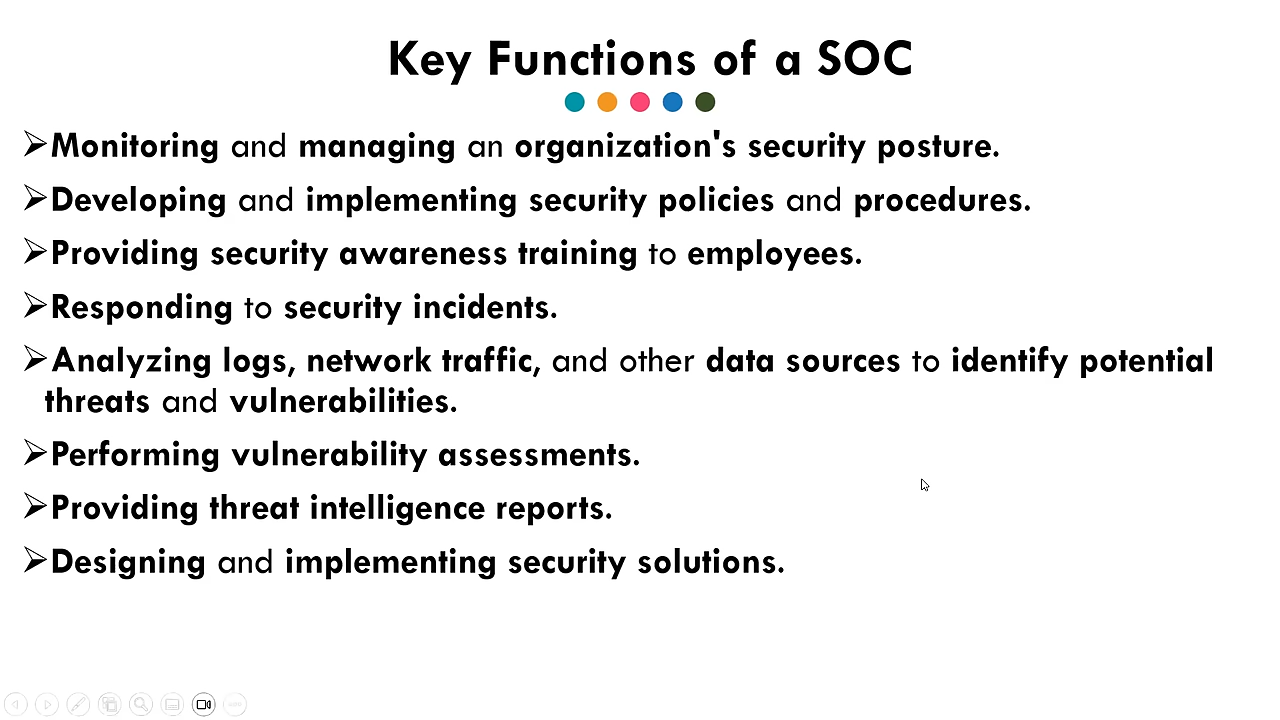 Key Functions of a SOC
➢Monitoring and managing an organization's security posture.
➢Developing and implementing security policies and procedures.
➢Providing security awareness training to employees.
➢Responding to security incidents.
➢Analyzing logs, network traffic, and other data sources to identify potential
threats and vulnerabilities.
➢Performing vulnerability assessments.
➢Providing threat intelligence reports.
➢Designing and implementing security solutions.